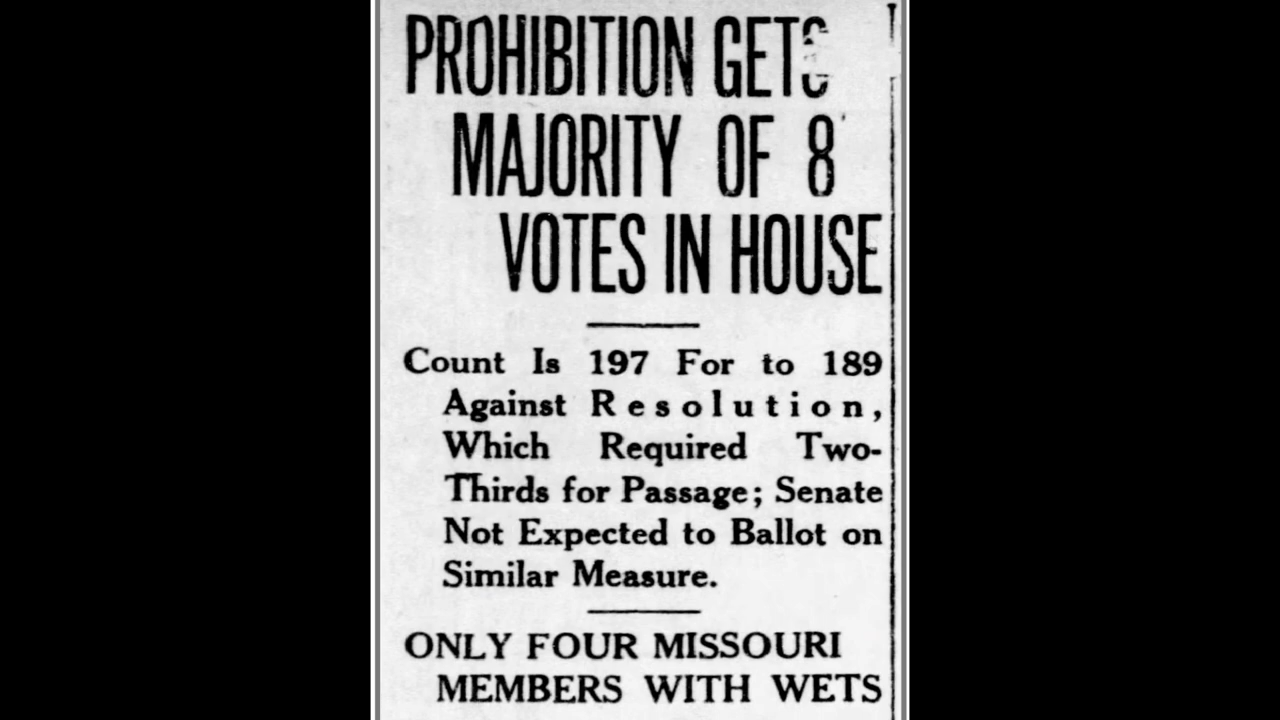 PROHIBITION GETS
MAJORITY OF 8
VOTES IN HOUSE
Count Is 197 For to 189
Against Resolution,
Which Required Two-
Thirds for Passage; Senate
Not Expected to Ballot on
Similar Measure.
ONLY FOUR MISSOURI
MEMBERS WITH WETS